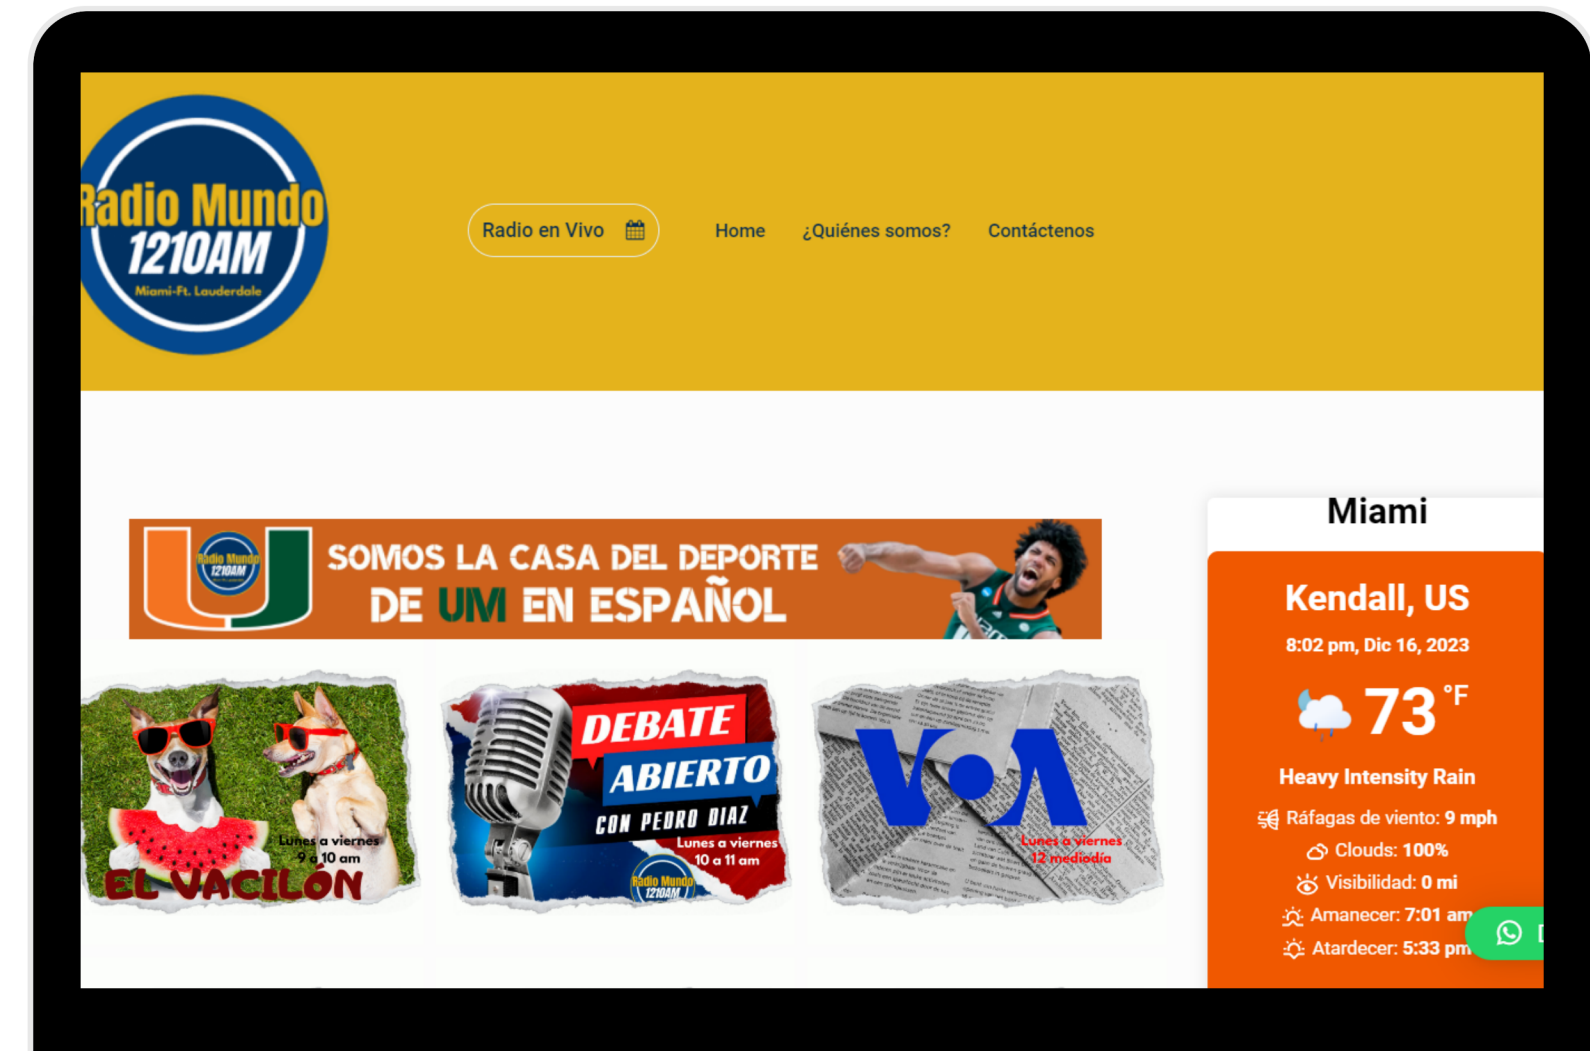 Radio Mundo
1210AM
Miami-Ft. Lauderdale
Radio en Vivo
Home
¿Quiénes somos?
Contáctenos
Radio Mundo
1210AM
SOMOS LA CASA DEL DEPORTE
DE UM EN ESPAÑOL
Lunes a viernes
9 a 10 am
EL VACILÓN
DEBATE
ABIERTO
CON PEDRO DIAZ
Lunes a viernes
10 a 11 am
Radio Mundo
1210AM
VOA
Lunes a viernes
12 mediodía
Miami
Kendall, US
8:02 pm, Dic 16, 2023
73 °F
Heavy Intensity Rain
Ráfagas de viento: 9 mph
Clouds: 100%
Visibilidad: 0 mi
Amanecer: 7:01 am
Atardecer: 5:33 pm